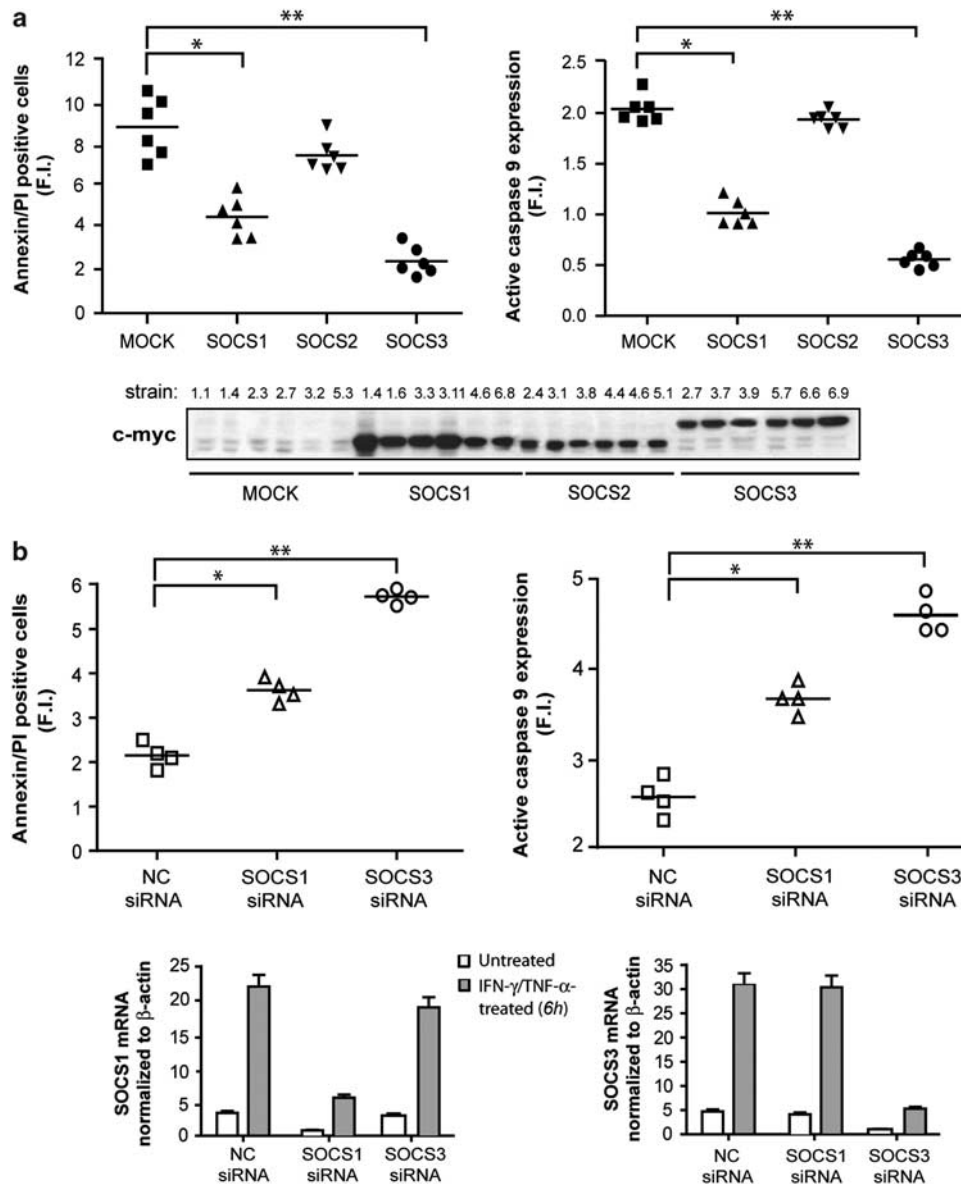 a
**
*
Annexin/PI positive cells
(F.I.)
12
10
8
6
4
2
0
MOCK SOCS1 SOCS2 SOCS3
**
*
Active caspase 9 expression
(F.I.)
2.5
2.0
1.5
1.0
0.5
0.0
MOCK SOCS1 SOCS2 SOCS3
strain: 1.1 1.4 2.3 2.7 3.2 5.3 1.4 1.6 3.3 3.11 4.6 6.8 2.4 3.1 3.8 4.4 4.6 5.1 2.7 3.7 3.9 5.7 6.6 6.9
c-myc
MOCK SOCS1 SOCS2 SOCS3
b
**
*
Annexin/PI positive cells
(F.I.)
6
5
4
3
2
1
0
NC SOCS1 SOCS3
siRNA siRNA siRNA
**
*
Active caspase 9 expression
(F.I.)
5
4
3
2
NC SOCS1 SOCS3
siRNA siRNA siRNA
SOCS1 mRNA
normalized to β-actin
25
20
15
10
5
0
NC SOCS1 SOCS3
siRNA siRNA siRNA
Untreated
IFN-γ/TNF-α-
treated (6h)
SOCS3 mRNA
normalized to β-actin
35
30
25
20
15
10
5
0
NC SOCS1 SOCS3
siRNA siRNA siRNA